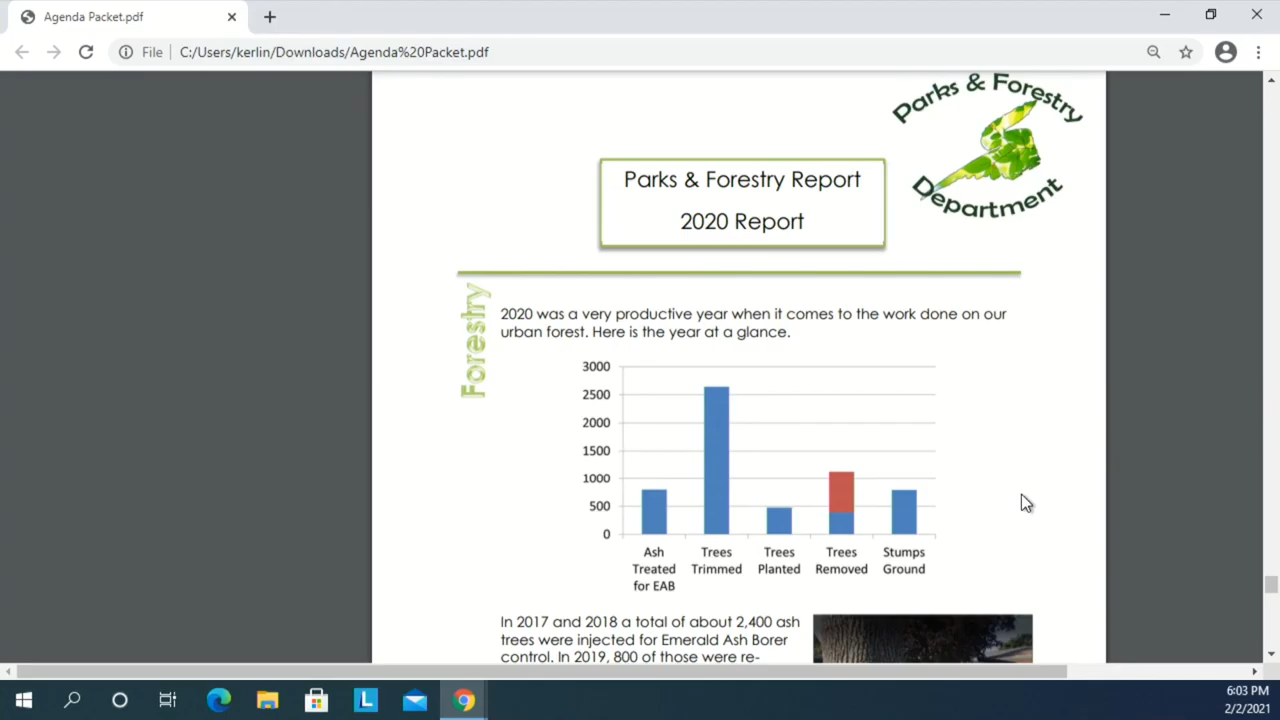 Agenda Packet.pdf
File
C:/Users/kerlin/Downloads/Agenda%20Packet.pdf
Parks & Forestry
Department
Parks & Forestry Report
2020 Report
Forestry
2020 was a very productive year when it comes to the work done on our
urban forest. Here is the year at a glance.
3000
2500
2000
1500
1000
500
0
Ash
Treated
for EAB
Trees
Trimmed
Trees
Planted
Trees
Removed
Stumps
Ground
In 2017 and 2018 a total of about 2,400 ash
trees were injected for Emerald Ash Borer
control. In 2019, 800 of those were re-
L
6:03 PM
2/2/2021